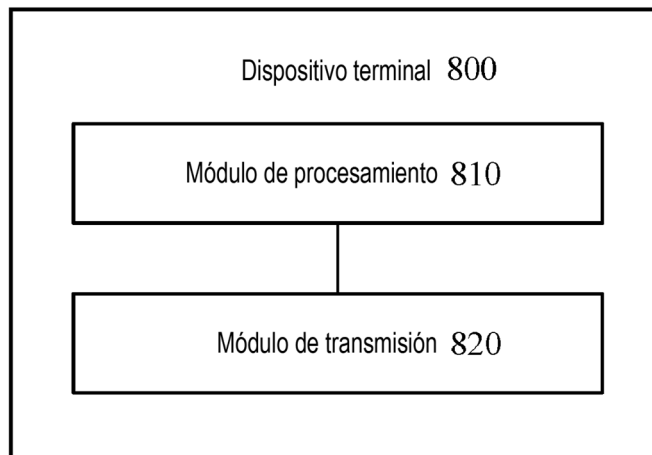 Dispositivo terminal 800
Módulo de procesamiento 810
Módulo de transmisión 820